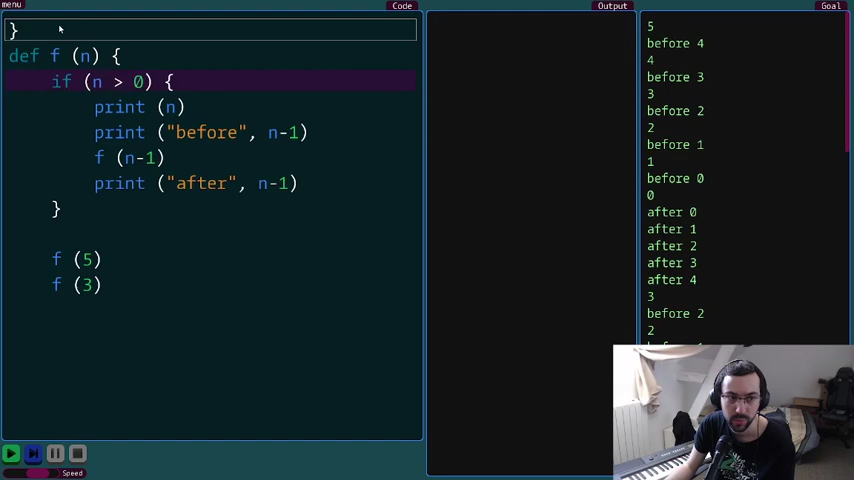 menu
Code
Output
Goal
}
def f (n) {
if (n > 0) {
print (n)
print ("before", n-1)
f (n-1)
print ("after", n-1)
}
f (5)
f (3)
5
before 4
4
before 3
3
before 2
2
before 1
1
before 0
0
after 0
after 1
after 2
after 3
after 4
3
before 2
2
Speed